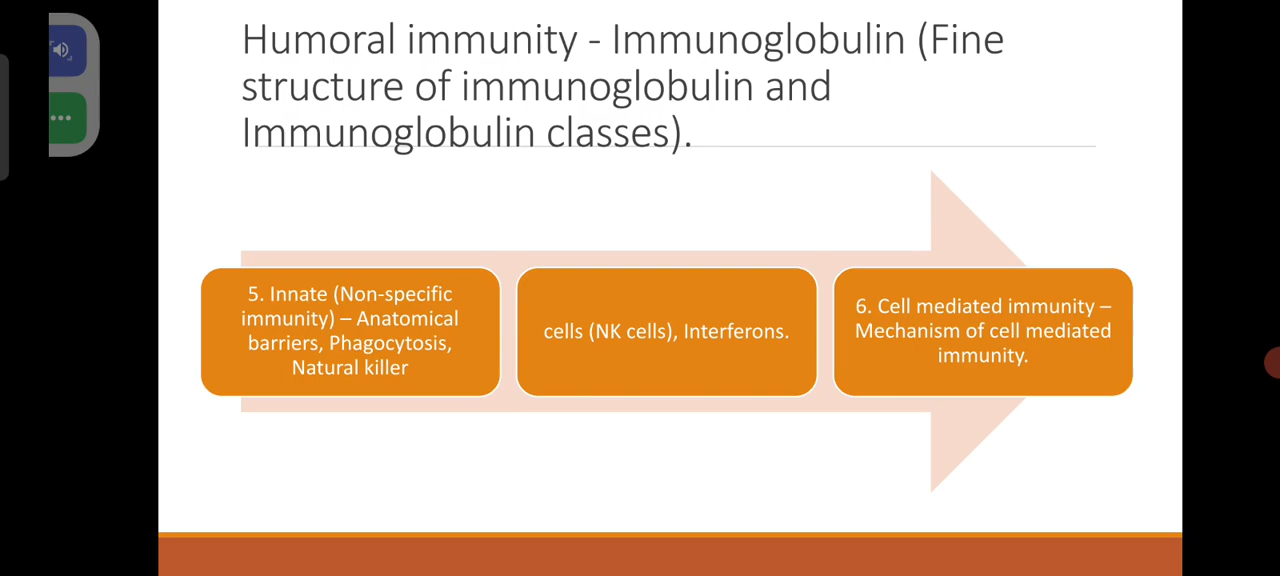 Humoral immunity - Immunoglobulin (Fine
structure of immunoglobulin and
Immunoglobulin classes).
5. Innate (Non-specific
immunity) – Anatomical
barriers, Phagocytosis,
Natural killer
cells (NK cells), Interferons.
6. Cell mediated immunity –
Mechanism of cell mediated
immunity.